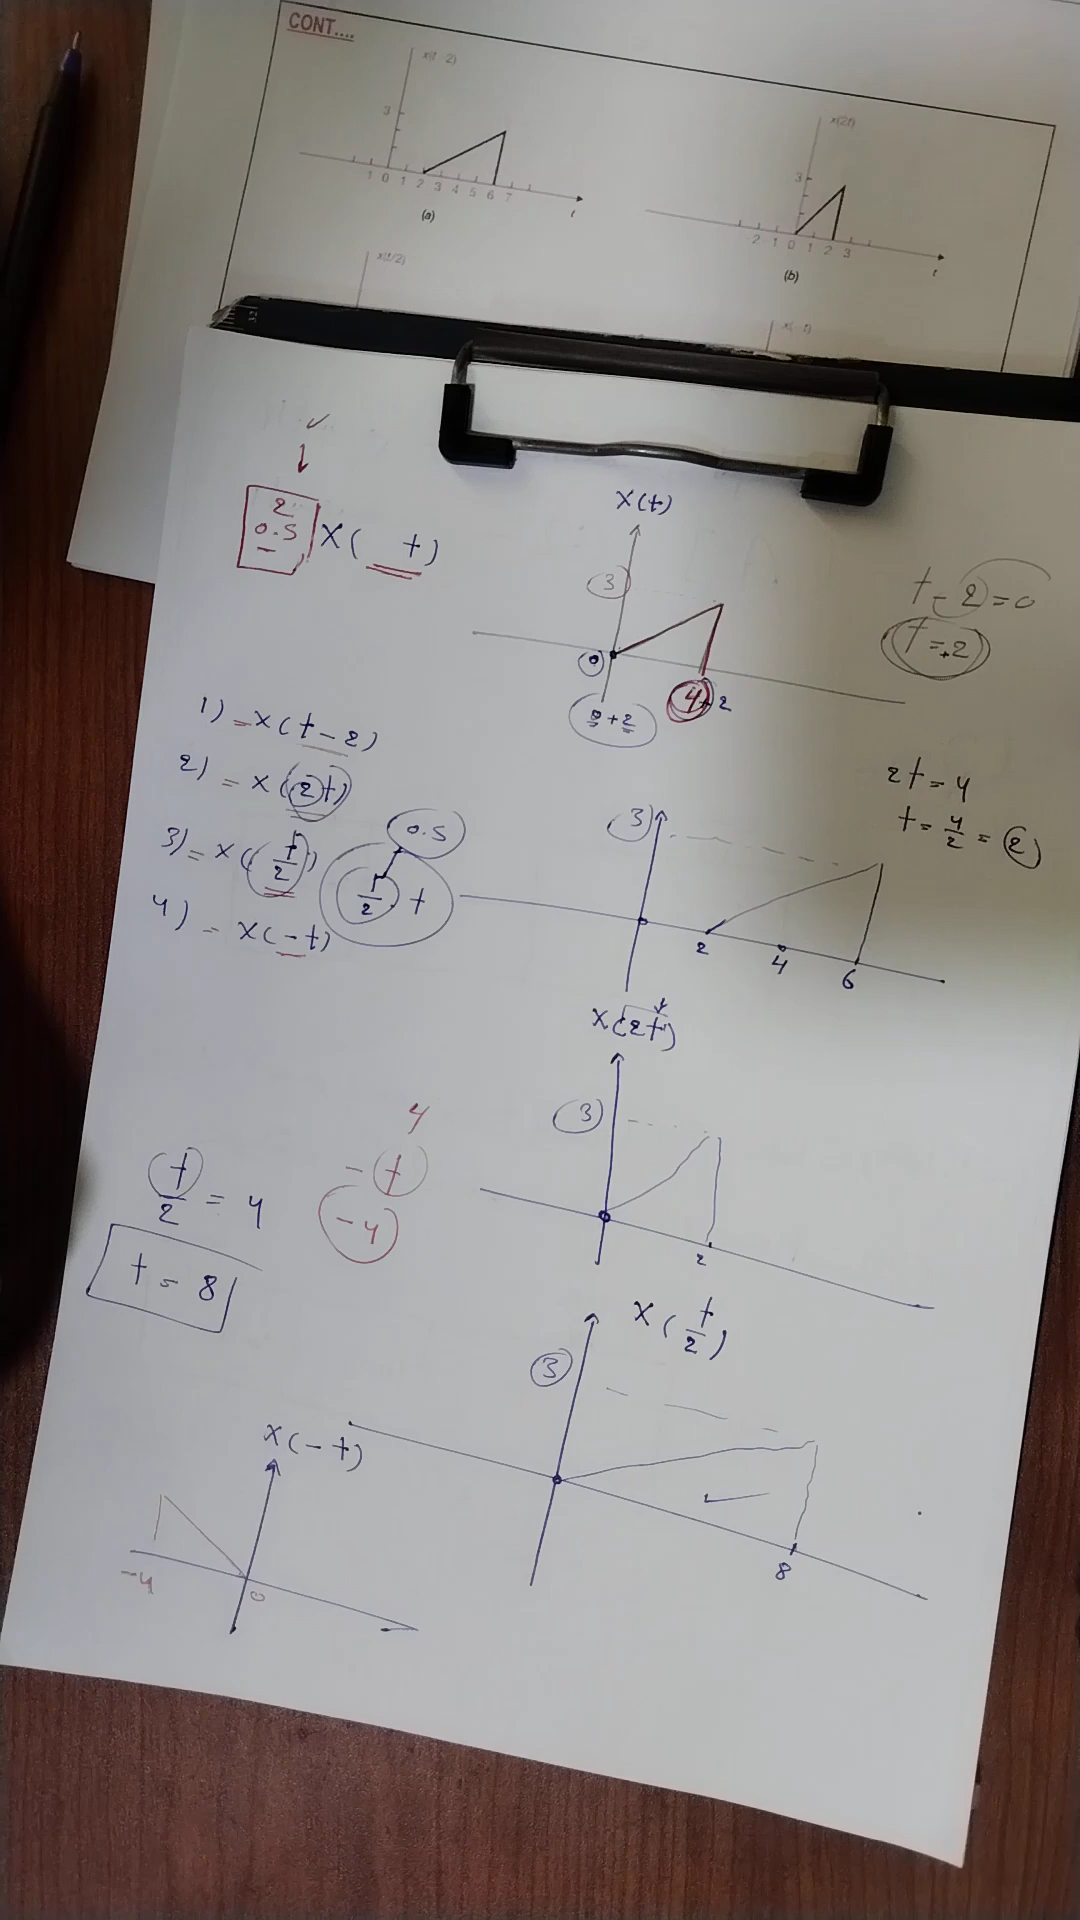 CONT....
x(t - 2)
3
1 0 1 2 3 4 5 6 7
t
(a)
x(2t)
3
2 1 0 1 2 3
t
(b)
x(t/2)
x(-t)
2
0.5 x( t)
x(t)
3
0
4+2
0+2
t-2=0
t=+2
1) =x(t-2)
2) =x(2t)
3) =x(t/2)
1/2 t
0.5
4) =x(-t)
2t=4
t=4/2=2
3
2 4 6
x(2t)
3
2
t/2=4
t=8
4
-t
-4
x(t/2)
3
8
x(-t)
-4 0